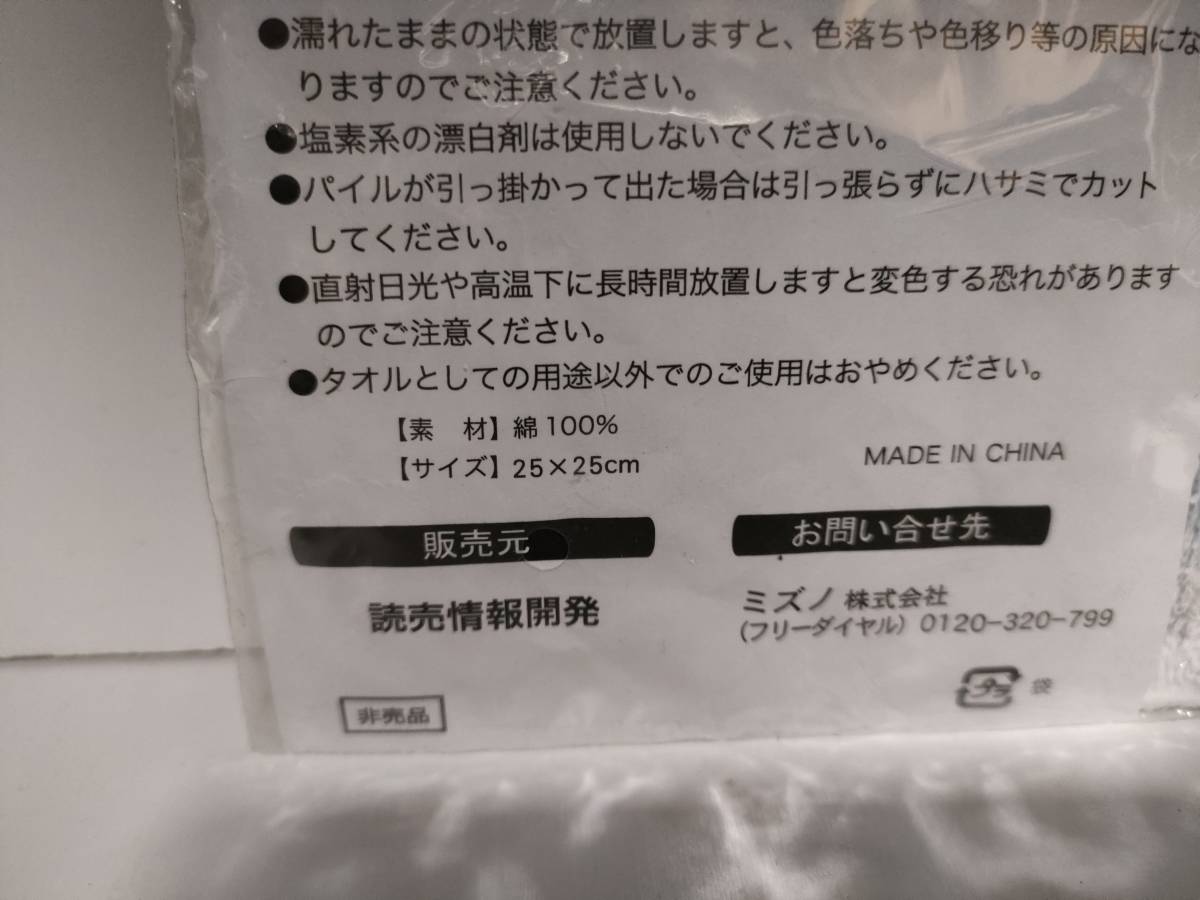 ●濡れたままの状態で放置しますと、色落ちや色移り等の原因にな
りますのでご注意ください。
●塩素系の漂白剤は使用しないでください。
●パイルが引っ掛かって出た場合は引っ張らずにハサミでカット
してください。
●直射日光や高温下に長時間放置しますと変色する恐れがあります
のでご注意ください。
●タオルとしての用途以外でのご使用はおやめください。
【素　材】綿100%
【サイズ】25×25cm
MADE IN CHINA
販売元
読売情報開発
お問い合せ先
ミズノ 株式会社
(フリーダイヤル) 0120-320-799
非売品
プラ 袋